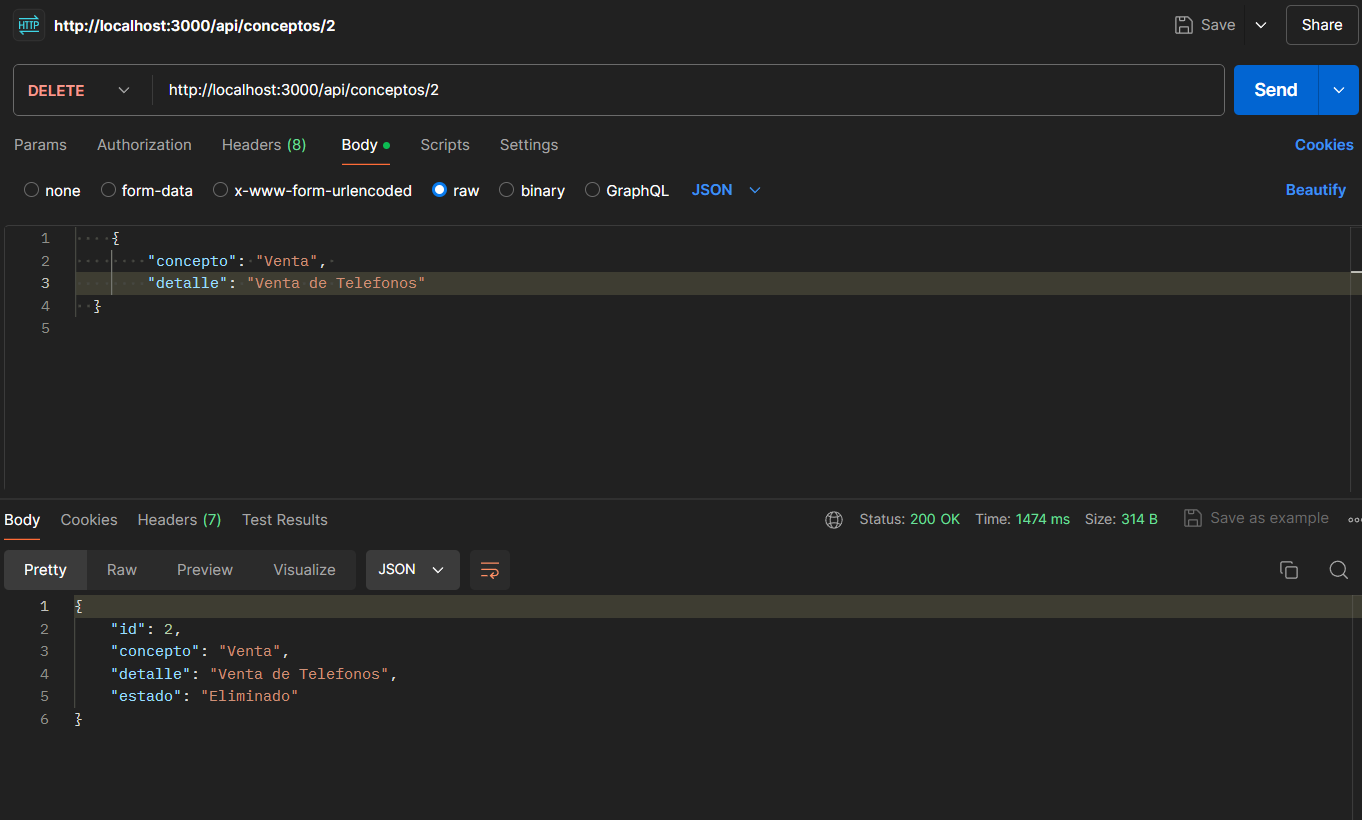 HTTP http://localhost:3000/api/conceptos/2 Save Share
DELETE http://localhost:3000/api/conceptos/2 Send
Params Authorization Headers (8) Body Scripts Settings Cookies
none form-data x-www-form-urlencoded raw binary GraphQL JSON Beautify
1 {
2 "concepto": "Venta",
3 "detalle": "Venta de Telefonos"
4 }
5
Body Cookies Headers (7) Test Results Status: 200 OK Time: 1474 ms Size: 314 B Save as example
Pretty Raw Preview Visualize JSON
1 {
2 "id": 2,
3 "concepto": "Venta",
4 "detalle": "Venta de Telefonos",
5 "estado": "Eliminado"
6 }